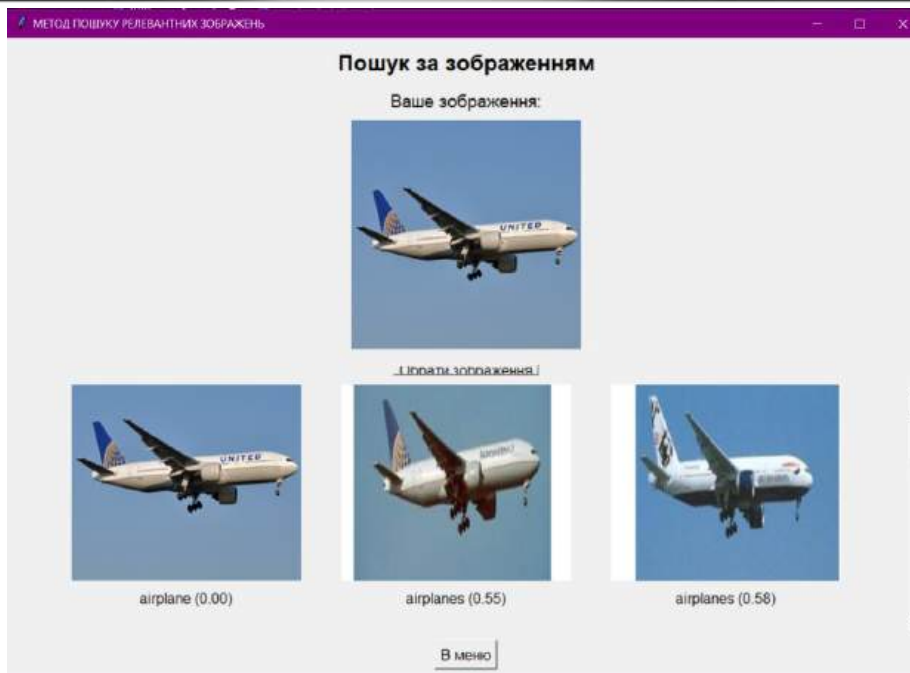 МЕТОД ПОШУКУ РЕЛЕВАНТНИХ ЗОБРАЖЕНЬ
Пошук за зображенням
Ваше зображення:
UNITED
Обрати зображення
UNITED
airplane (0.00)
airplanes (0.55)
airplanes (0.58)
В меню